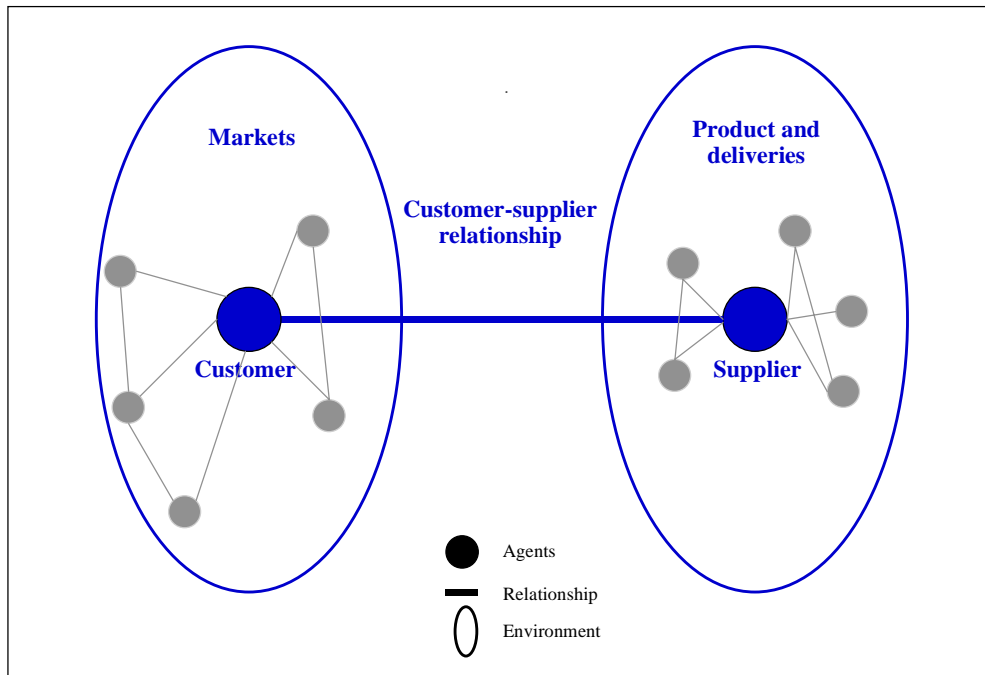 Markets
Product and
deliveries
Customer-supplier
relationship
Customer
Supplier
Agents
Relationship
Environment